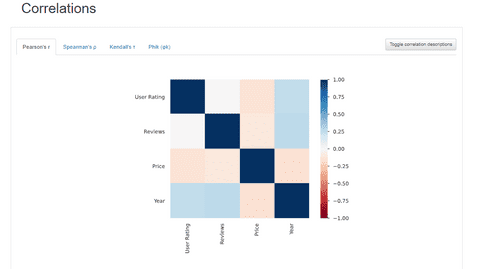 Correlations
Pearson's r Spearman's ρ Kendall's τ Phik (φk) Toggle correlation descriptions
User Rating
Reviews
Price
Year
User Rating
Reviews
Price
Year
1.00
0.75
0.50
0.25
0.00
−0.25
−0.50
−0.75
−1.00